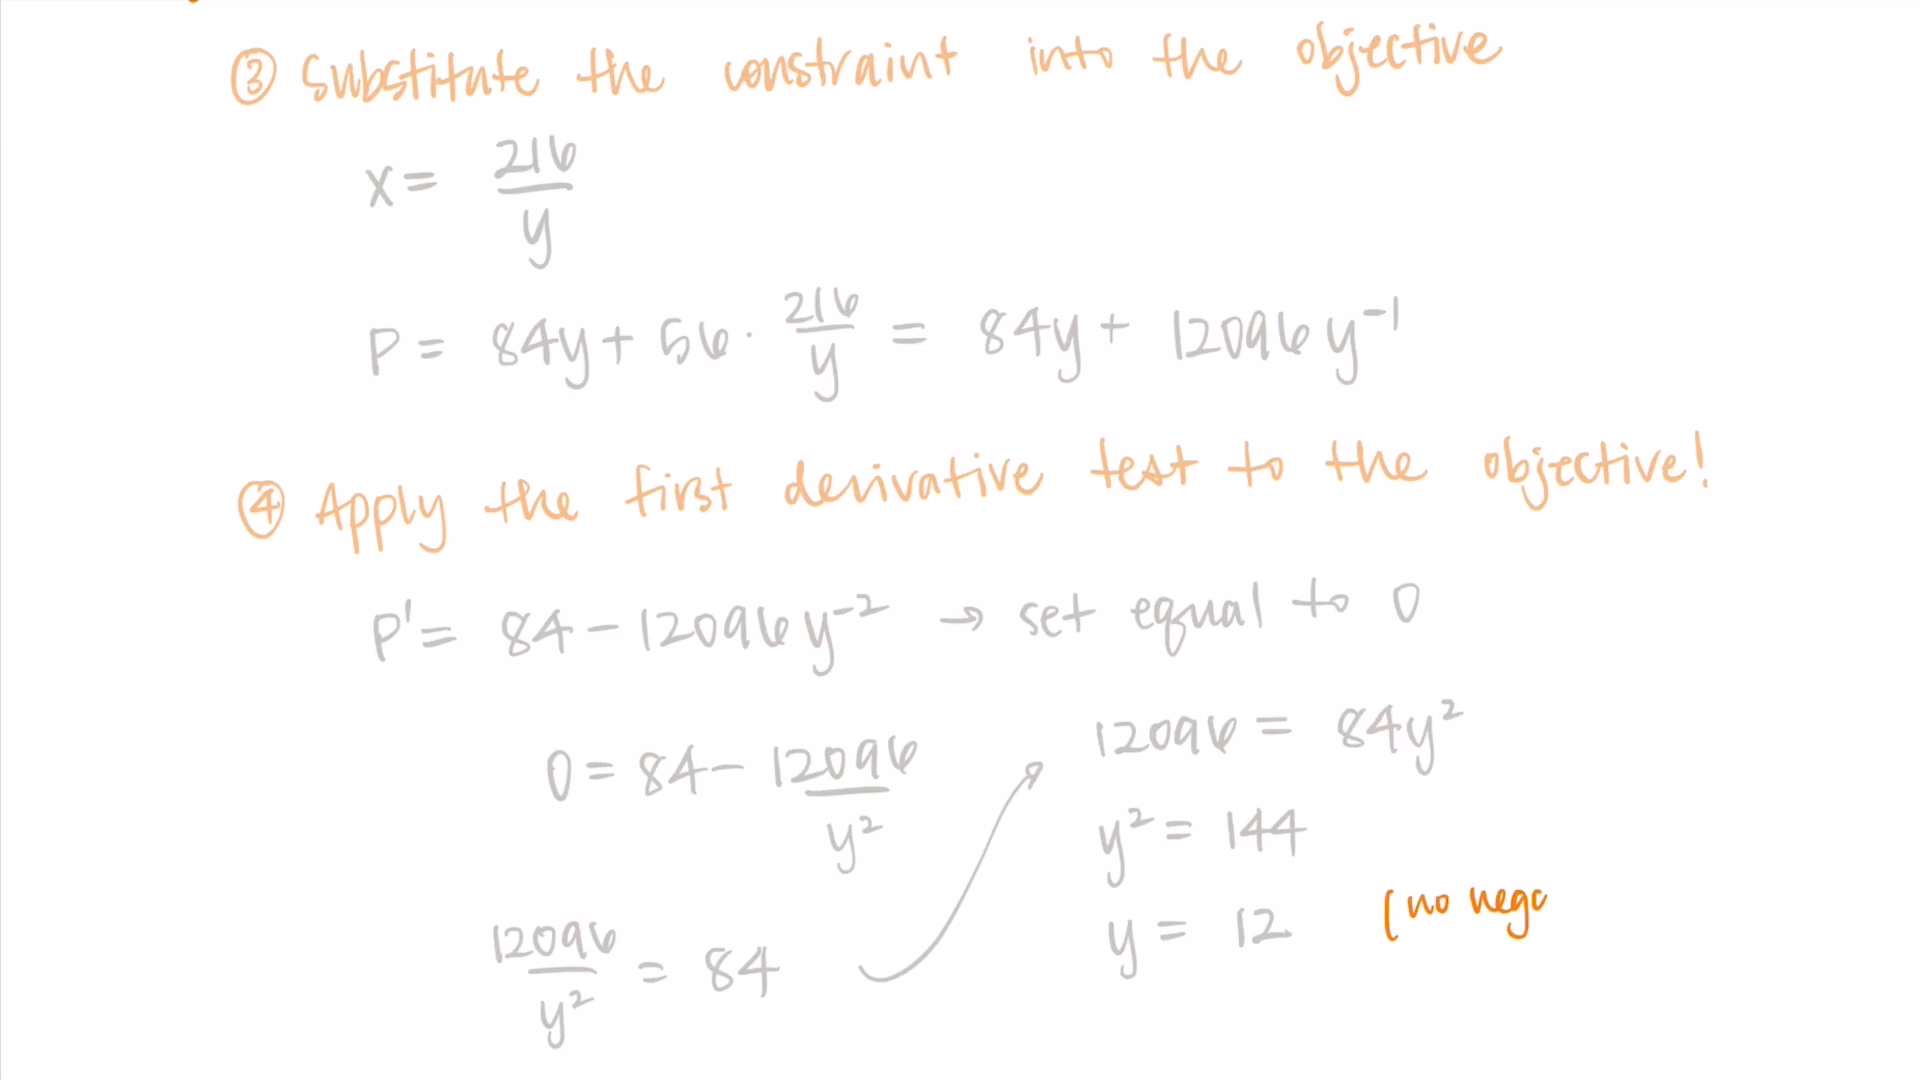 ③ Substitute the constraint into the objective
x = 216/y
P = 84y + 56 · 216/y = 84y + 12096y⁻¹
④ Apply the first derivative test to the objective!
P' = 84 - 12096y⁻² → set equal to 0
0 = 84 - 12096/y²
12096/y² = 84
12096 = 84y²
y² = 144
y = 12 (no nega